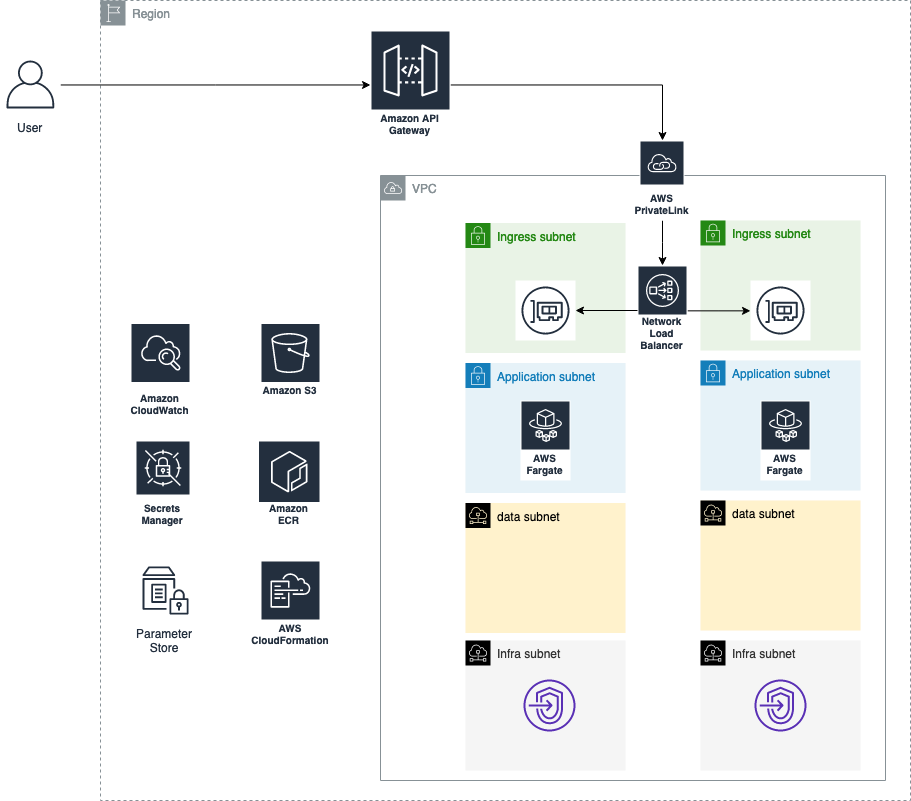 Region
User
Amazon API
Gateway
AWS
PrivateLink
VPC
Ingress subnet
Ingress subnet
Network
Load
Balancer
Application subnet
Application subnet
AWS
Fargate
AWS
Fargate
data subnet
data subnet
Infra subnet
Infra subnet
Amazon
CloudWatch
Amazon S3
Secrets
Manager
Amazon
ECR
Parameter
Store
AWS
CloudFormation